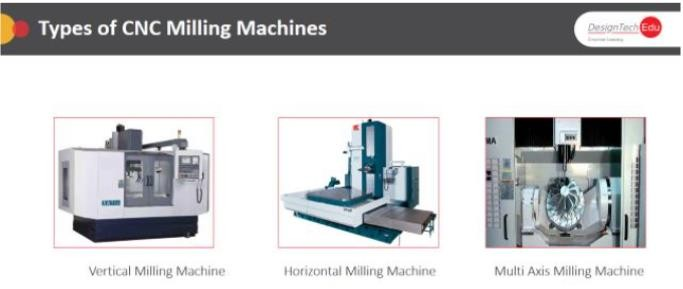 Types of CNC Milling Machines
DesignTech Edu
Vertical Milling Machine
Horizontal Milling Machine
Multi Axis Milling Machine